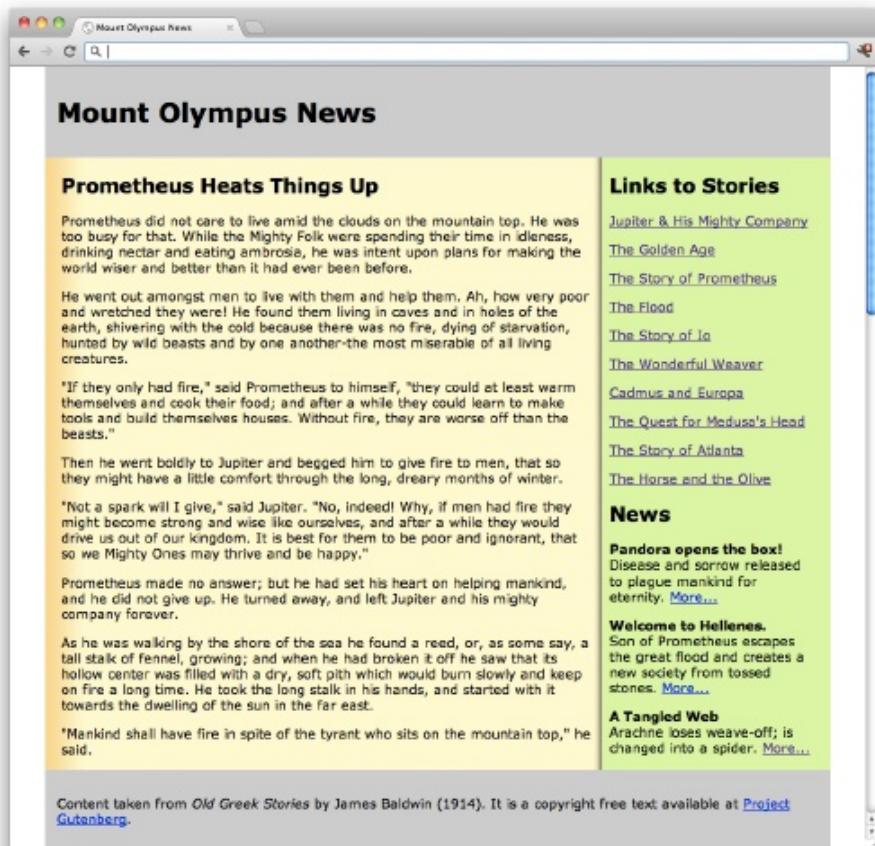 Mount Olympus News
Mount Olympus News
Prometheus Heats Things Up
Prometheus did not care to live amid the clouds on the mountain top. He was
too busy for that. While the Mighty Folk were spending their time in idleness,
drinking nectar and eating ambrosia, he was intent upon plans for making the
world wiser and better than it had ever been before.
He went out amongst men to live with them and help them. Ah, how very poor
and wretched they were! He found them living in caves and in holes of the
earth, shivering with the cold because there was no fire, dying of starvation,
hunted by wild beasts and by one another-the most miserable of all living
creatures.
"If they only had fire," said Prometheus to himself, "they could at least warm
themselves and cook their food; and after a while they could learn to make
tools and build themselves houses. Without fire, they are worse off than the
beasts."
Then he went boldly to Jupiter and begged him to give fire to men, that so
they might have a little comfort through the long, dreary months of winter.
"Not a spark will I give," said Jupiter. "No, indeed! Why, if men had fire they
might become strong and wise like ourselves, and after a while they would
drive us out of our kingdom. It is best for them to be poor and ignorant, that
so we Mighty Ones may thrive and be happy."
Prometheus made no answer; but he had set his heart on helping mankind,
and he did not give up. He turned away, and left Jupiter and his mighty
company forever.
As he was walking by the shore of the sea he found a reed, or, as some say, a
tall stalk of fennel, growing; and when he had broken it off he saw that its
hollow center was filled with a dry, soft pith which would burn slowly and keep
on fire a long time. He took the long stalk in his hands, and started with it
towards the dwelling of the sun in the far east.
"Mankind shall have fire in spite of the tyrant who sits on the mountain top," he
said.
Links to Stories
Jupiter & His Mighty Company
The Golden Age
The Story of Prometheus
The Flood
The Story of Io
The Wonderful Weaver
Cadmus and Europa
The Quest for Medusa's Head
The Story of Atlanta
The Horse and the Olive
News
Pandora opens the box!
Disease and sorrow released
to plague mankind for
eternity. More...
Welcome to Hellenes.
Son of Prometheus escapes
the great flood and creates a
new society from tossed
stones. More...
A Tangled Web
Arachne loses weave-off; is
changed into a spider. More...
Content taken from Old Greek Stories by James Baldwin (1914). It is a copyright free text available at Project
Gutenberg.